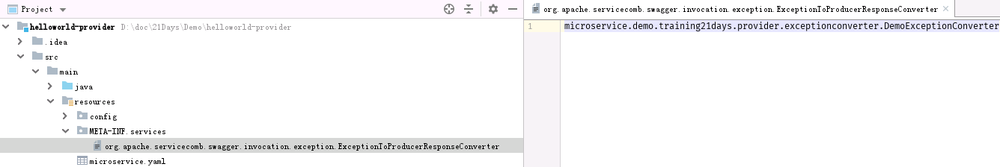 Project
helloworld-provider D:\doc\21Days\Demo\helloworld-provider
.idea
src
main
java
resources
config
META-INF.services
org.apache.servicecomb.swagger.invocation.exception.ExceptionToProducerResponseConverter
microservice.yaml
org.apache.servicecomb.swagger.invocation.exception.ExceptionToProducerResponseConverter
1 microservice.demo.training21days.provider.exceptionconverter.DemoExceptionConverter